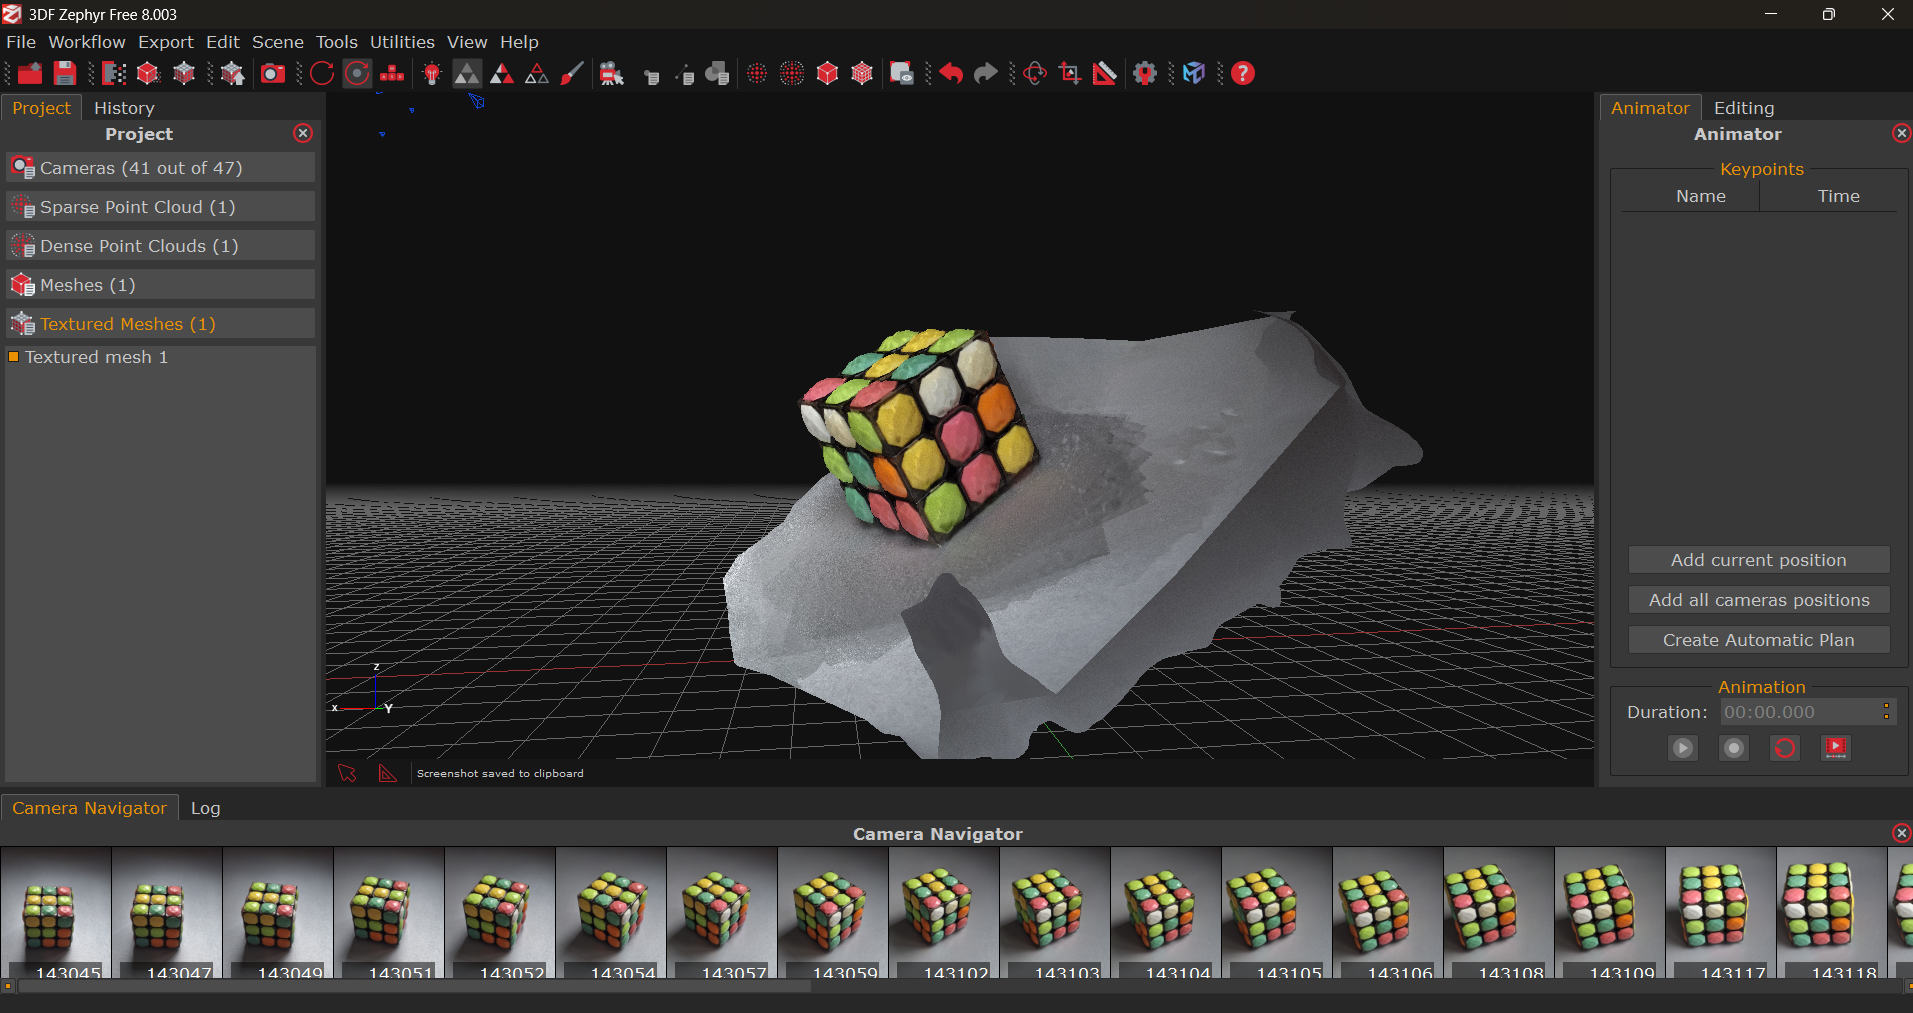 3DF Zephyr Free 8.003
File Workflow Export Edit Scene Tools Utilities View Help
Project History
Project
Cameras (41 out of 47)
Sparse Point Cloud (1)
Dense Point Clouds (1)
Meshes (1)
Textured Meshes (1)
Textured mesh 1
Z
X
Y
Screenshot saved to clipboard
Animator Editing
Animator
Keypoints
Name Time
Add current position
Add all cameras positions
Create Automatic Plan
Animation
Duration: 00:00.000
Camera Navigator Log
Camera Navigator
143045 143047 143049 143051 143052 143054 143057 143059 143102 143103 143104 143105 143106 143108 143109 143117 143118